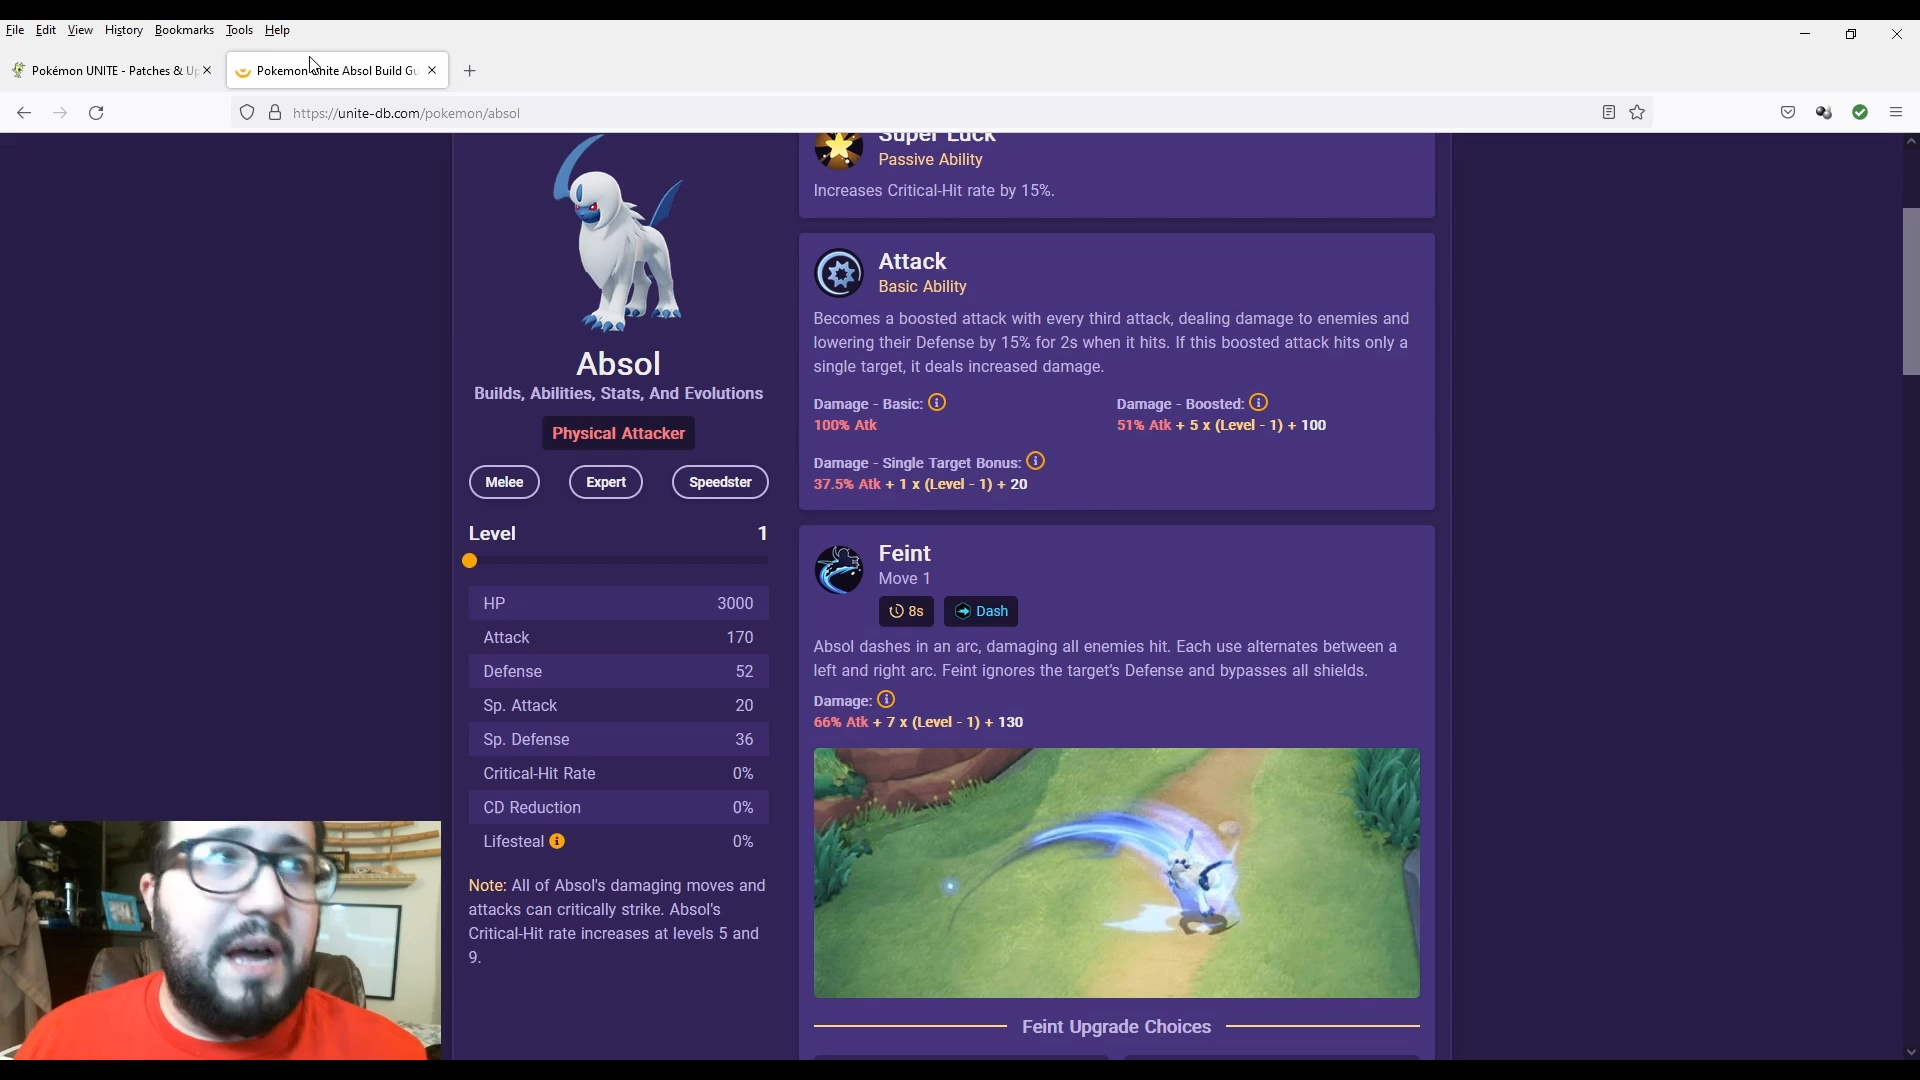 File Edit View History Bookmarks Tools Help
Pokémon UNITE - Patches & Up
Pokemon Unite Absol Build Gu
https://unite-db.com/pokemon/absol
Absol
Builds, Abilities, Stats, And Evolutions
Physical Attacker
Melee Expert Speedster
Level 1
HP 3000
Attack 170
Defense 52
Sp. Attack 20
Sp. Defense 36
Critical-Hit Rate 0%
CD Reduction 0%
Lifesteal 0%
Note: All of Absol's damaging moves and
attacks can critically strike. Absol's
Critical-Hit rate increases at levels 5 and
9.
Super Luck
Passive Ability
Increases Critical-Hit rate by 15%.
Attack
Basic Ability
Becomes a boosted attack with every third attack, dealing damage to enemies and
lowering their Defense by 15% for 2s when it hits. If this boosted attack hits only a
single target, it deals increased damage.
Damage - Basic:
100% Atk
Damage - Boosted:
51% Atk + 5 x (Level - 1) + 100
Damage - Single Target Bonus:
37.5% Atk + 1 x (Level - 1) + 20
Feint
Move 1
8s Dash
Absol dashes in an arc, damaging all enemies hit. Each use alternates between a
left and right arc. Feint ignores the target's Defense and bypasses all shields.
Damage:
66% Atk + 7 x (Level - 1) + 130
Feint Upgrade Choices